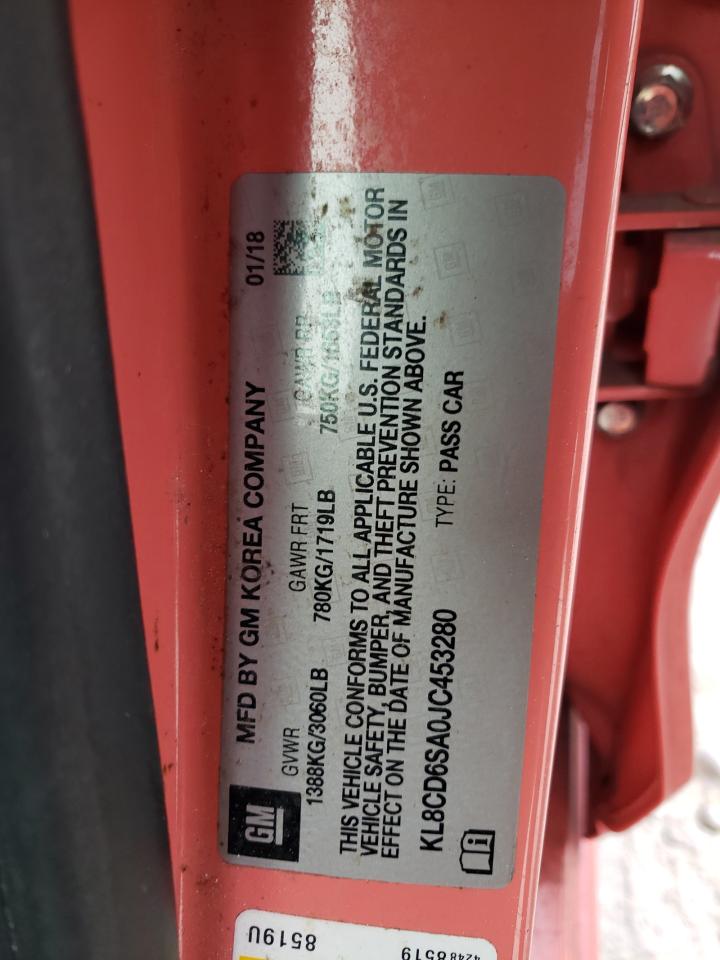 MFD BY GM KOREA COMPANY 01/18
GM
GVWR GAWR FRT GAWR RR
1388KG/3060LB 780KG/1719LB 750KG/1653LB
THIS VEHICLE CONFORMS TO ALL APPLICABLE U.S. FEDERAL MOTOR
VEHICLE SAFETY, BUMPER, AND THEFT PREVENTION STANDARDS IN
EFFECT ON THE DATE OF MANUFACTURE SHOWN ABOVE.
KL8CD6SA0JC453280 TYPE: PASS CAR
8519U
42488519